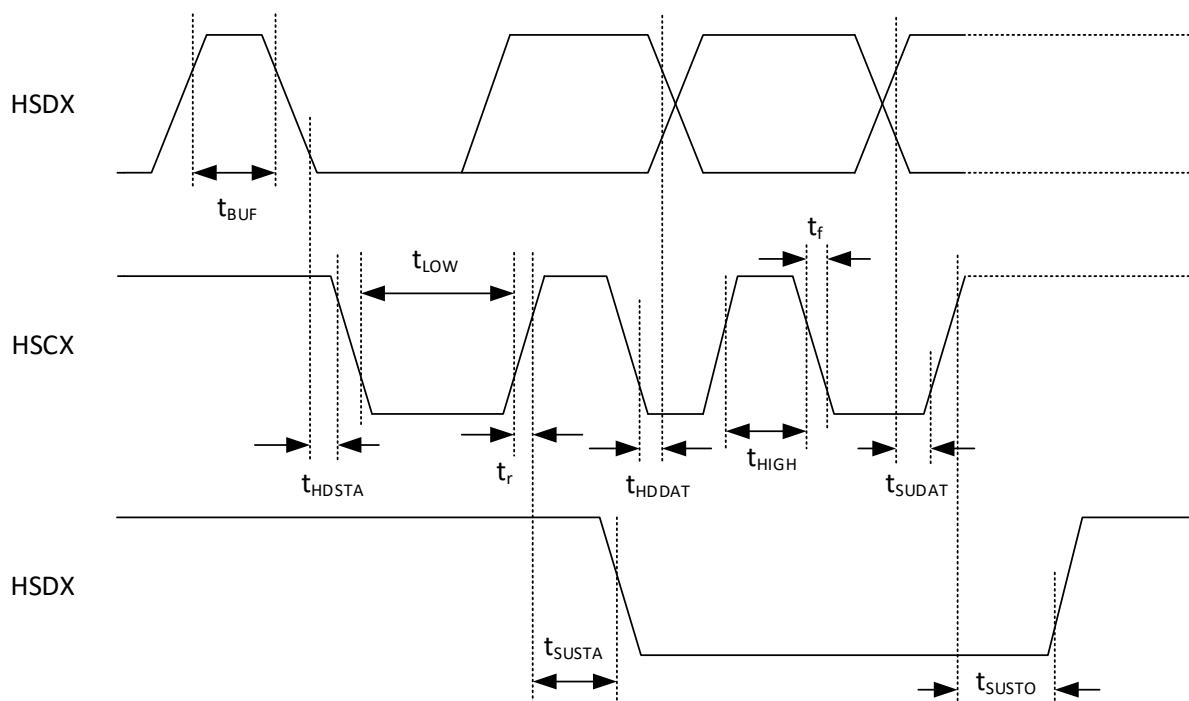 HSDX
tBUF
tf
tLOW
HSCX
tHDSTA
tr
tHDDAT
tHIGH
tSUDAT
HSDX
tSUSTA
tSUSTO